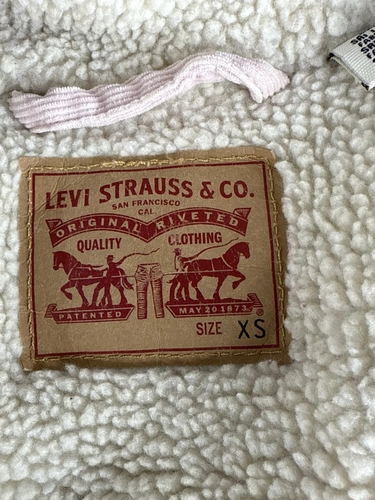 LEVI STRAUSS & CO.
SAN FRANCISCO
CAL.
ORIGINAL RIVETED
QUALITY CLOTHING
PATENTED MAY 20 1873
®
SIZE XS